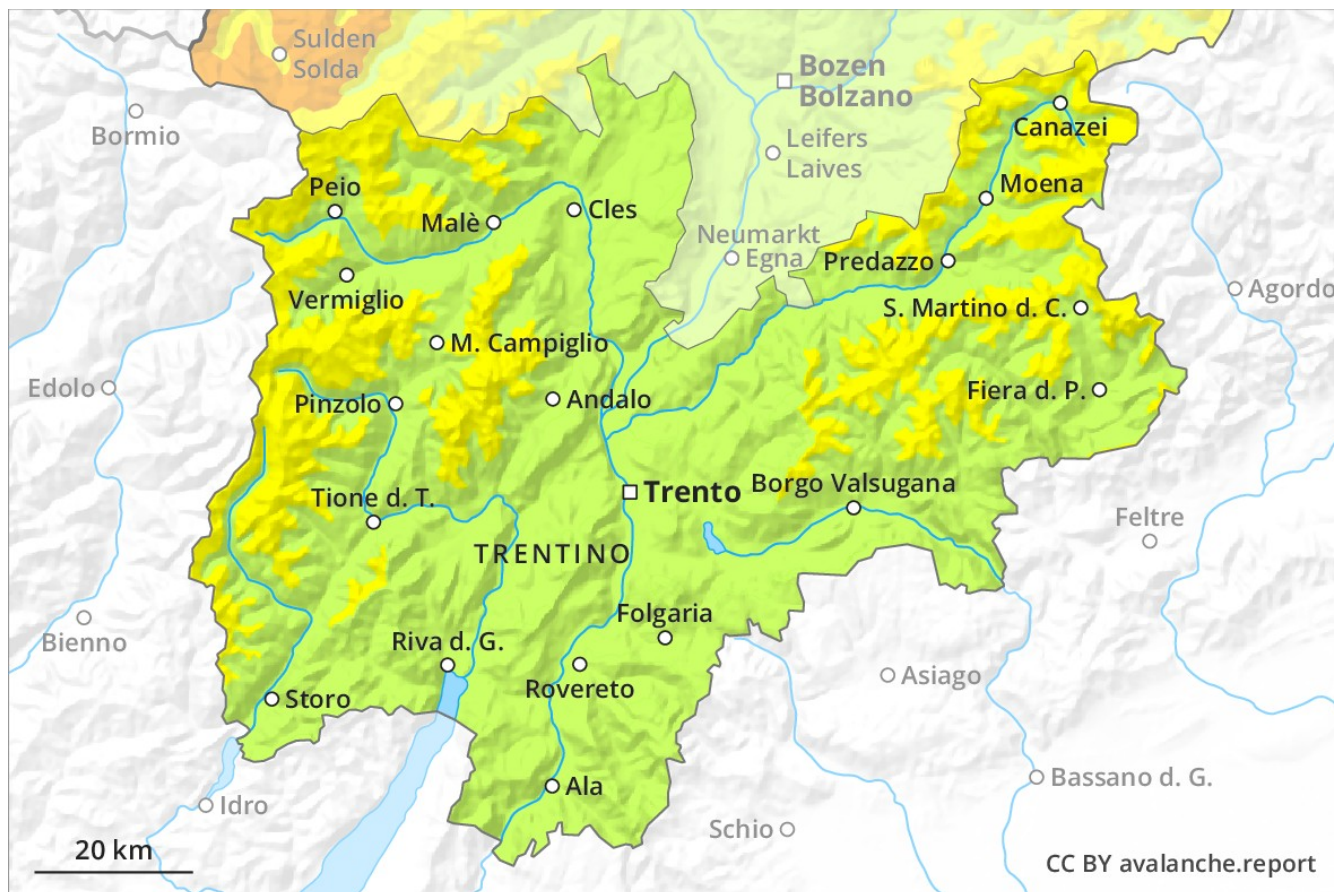 Sulden
Solda
Bozen
Bolzano
Bormio
Canazei
Leifers
Laives
Peio
Moena
Malè
Cles
Neumarkt
Egna
Predazzo
Vermiglio
Agordo
S. Martino d. C.
M. Campiglio
Edolo
Pinzolo
Andalo
Fiera d. P.
Tione d. T.
Trento
Borgo Valsugana
Feltre
TRENTINO
Bienno
Folgaria
Riva d. G.
Asiago
Storo
Rovereto
Bassano d. G.
Ala
Idro
Schio
20 km
CC BY avalanche.report